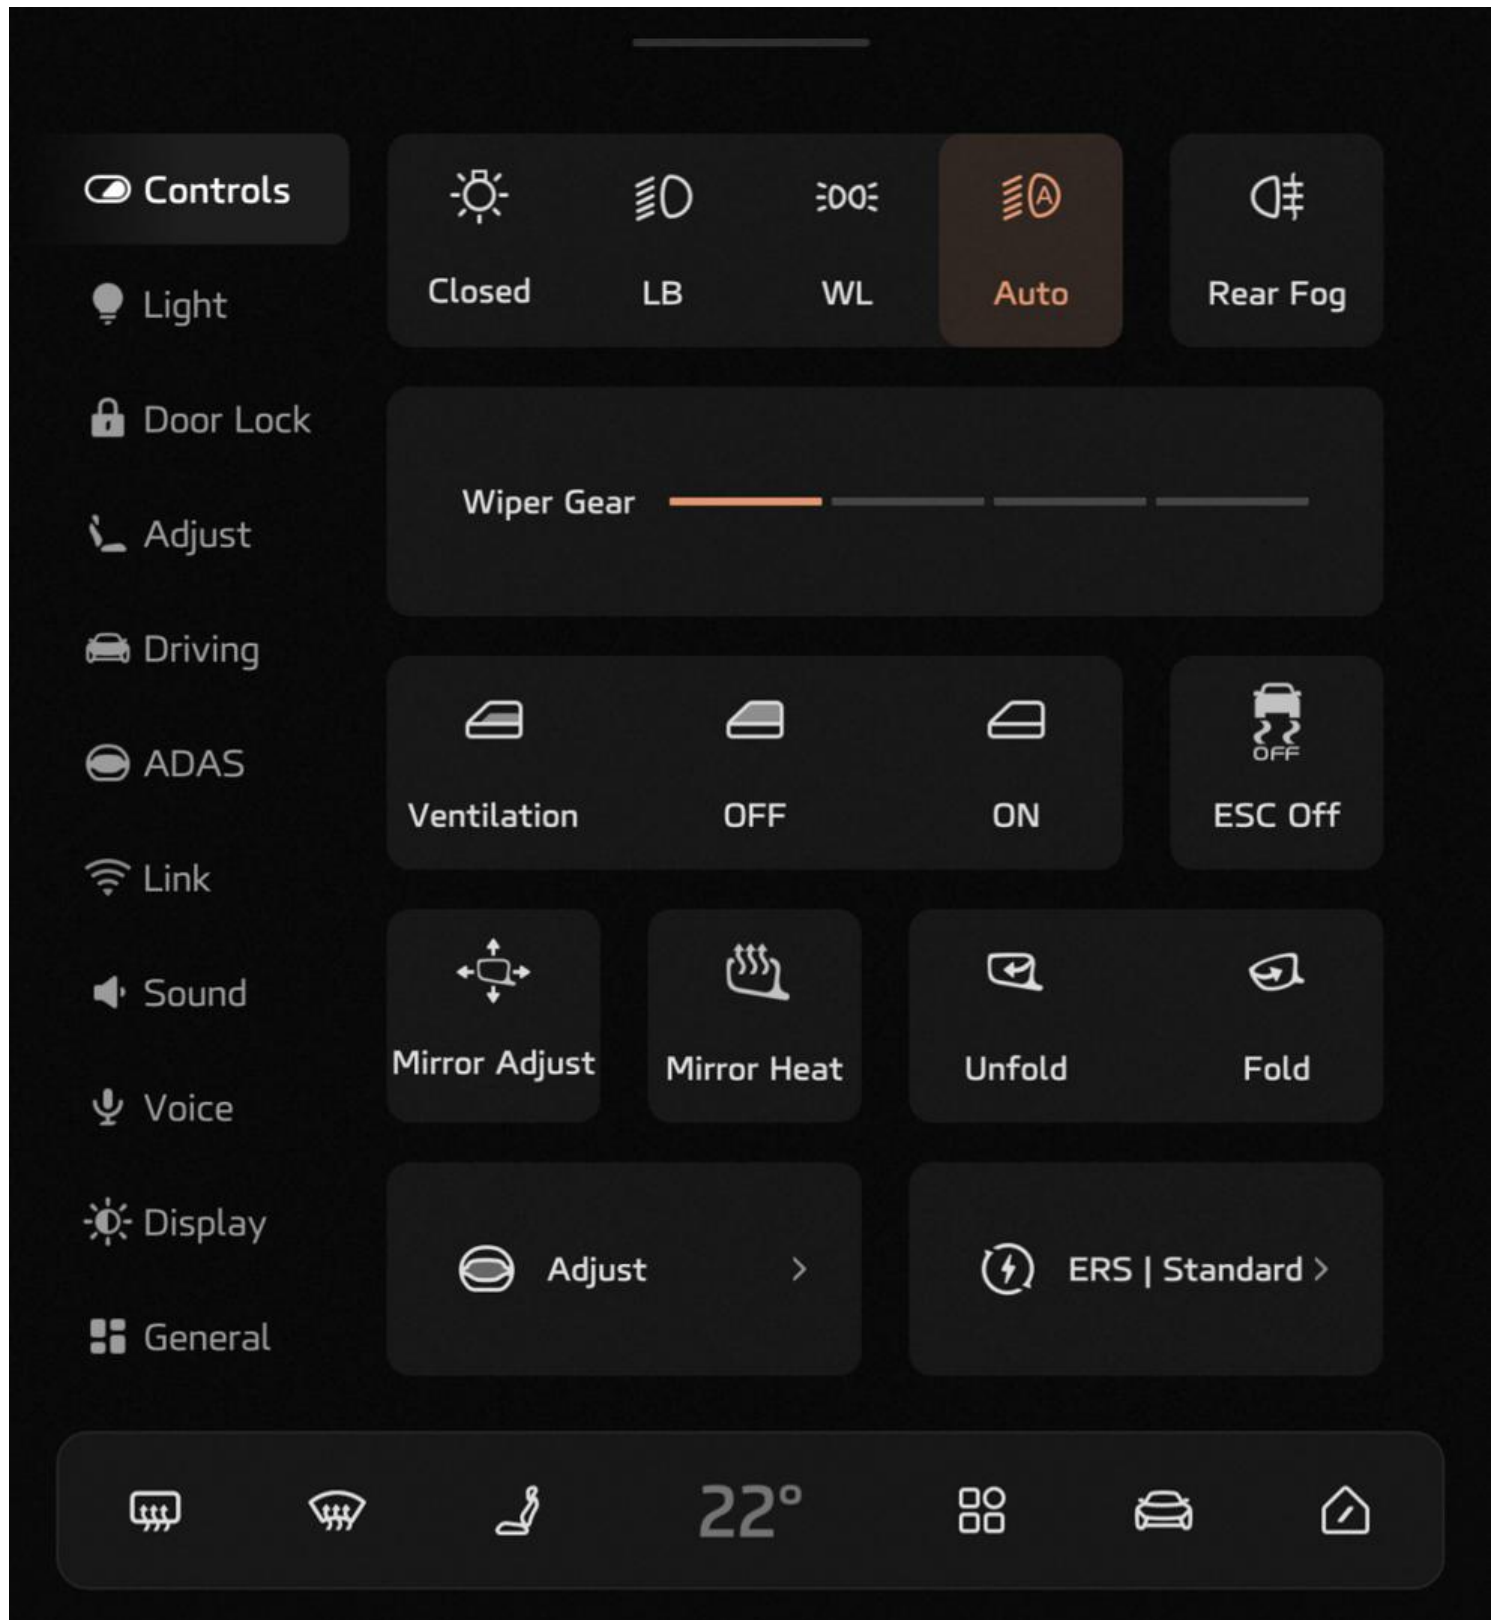 Controls
Light
Door Lock
Adjust
Driving
ADAS
Link
Sound
Voice
Display
General
Closed
LB
WL
A
Auto
Rear Fog
Wiper Gear
Ventilation
OFF
ON
OFF
ESC Off
Mirror Adjust
Mirror Heat
Unfold
Fold
Adjust
ERS | Standard
22°